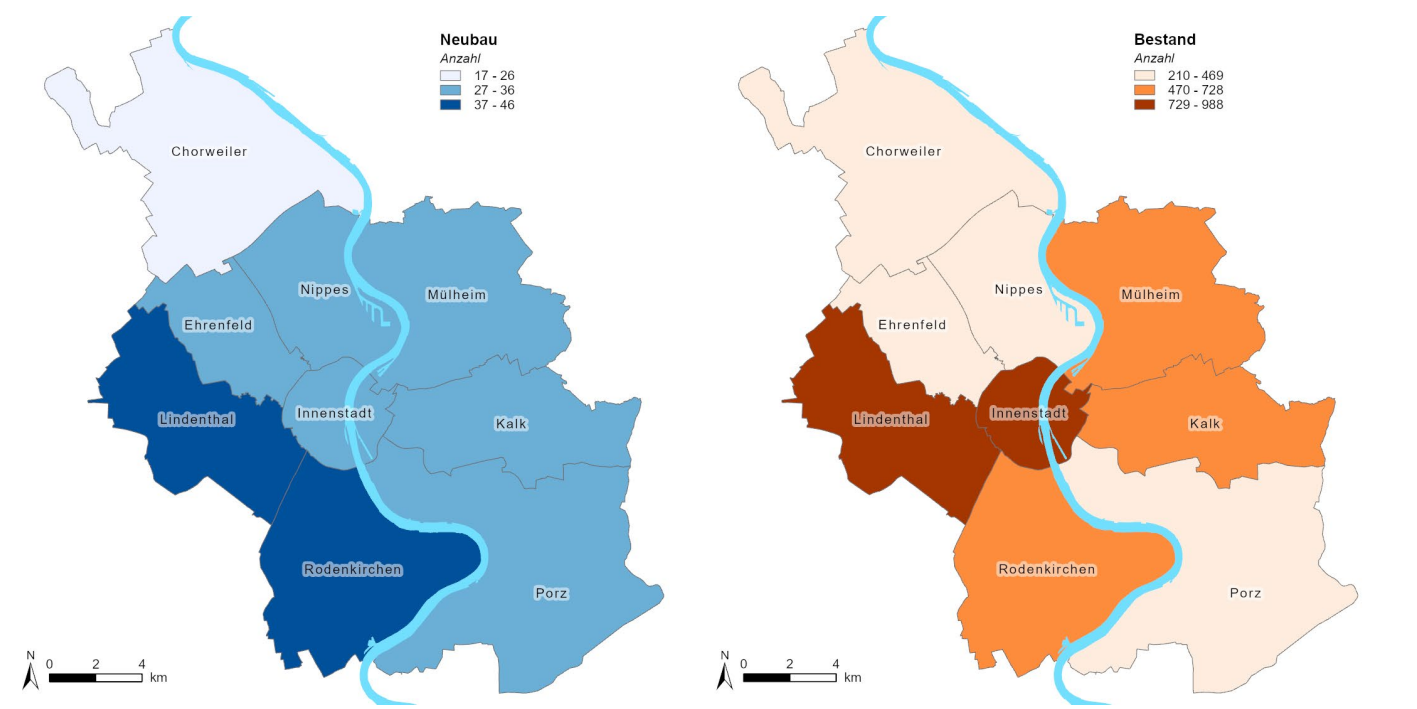 Neubau
Anzahl
17 - 26
27 - 36
37 - 46
Chorweiler
Nippes
Mülheim
Ehrenfeld
Lindenthal
Innenstadt
Kalk
Rodenkirchen
Porz
N
0 2 4
km
Bestand
Anzahl
210 - 469
470 - 728
729 - 988
Chorweiler
Nippes
Mülheim
Ehrenfeld
Lindenthal
Innenstadt
Kalk
Rodenkirchen
Porz
N
0 2 4
km